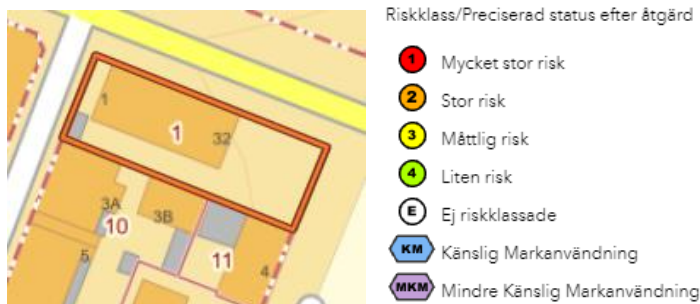 Riskklass/Preciserad status efter åtgärd
1 Mycket stor risk
2 Stor risk
3 Måttlig risk
4 Liten risk
E Ej riskklassade
KM Känslig Markanvändning
MKM Mindre Känslig Markanvändning
1
1
32
3A
3B
10
5
11
4